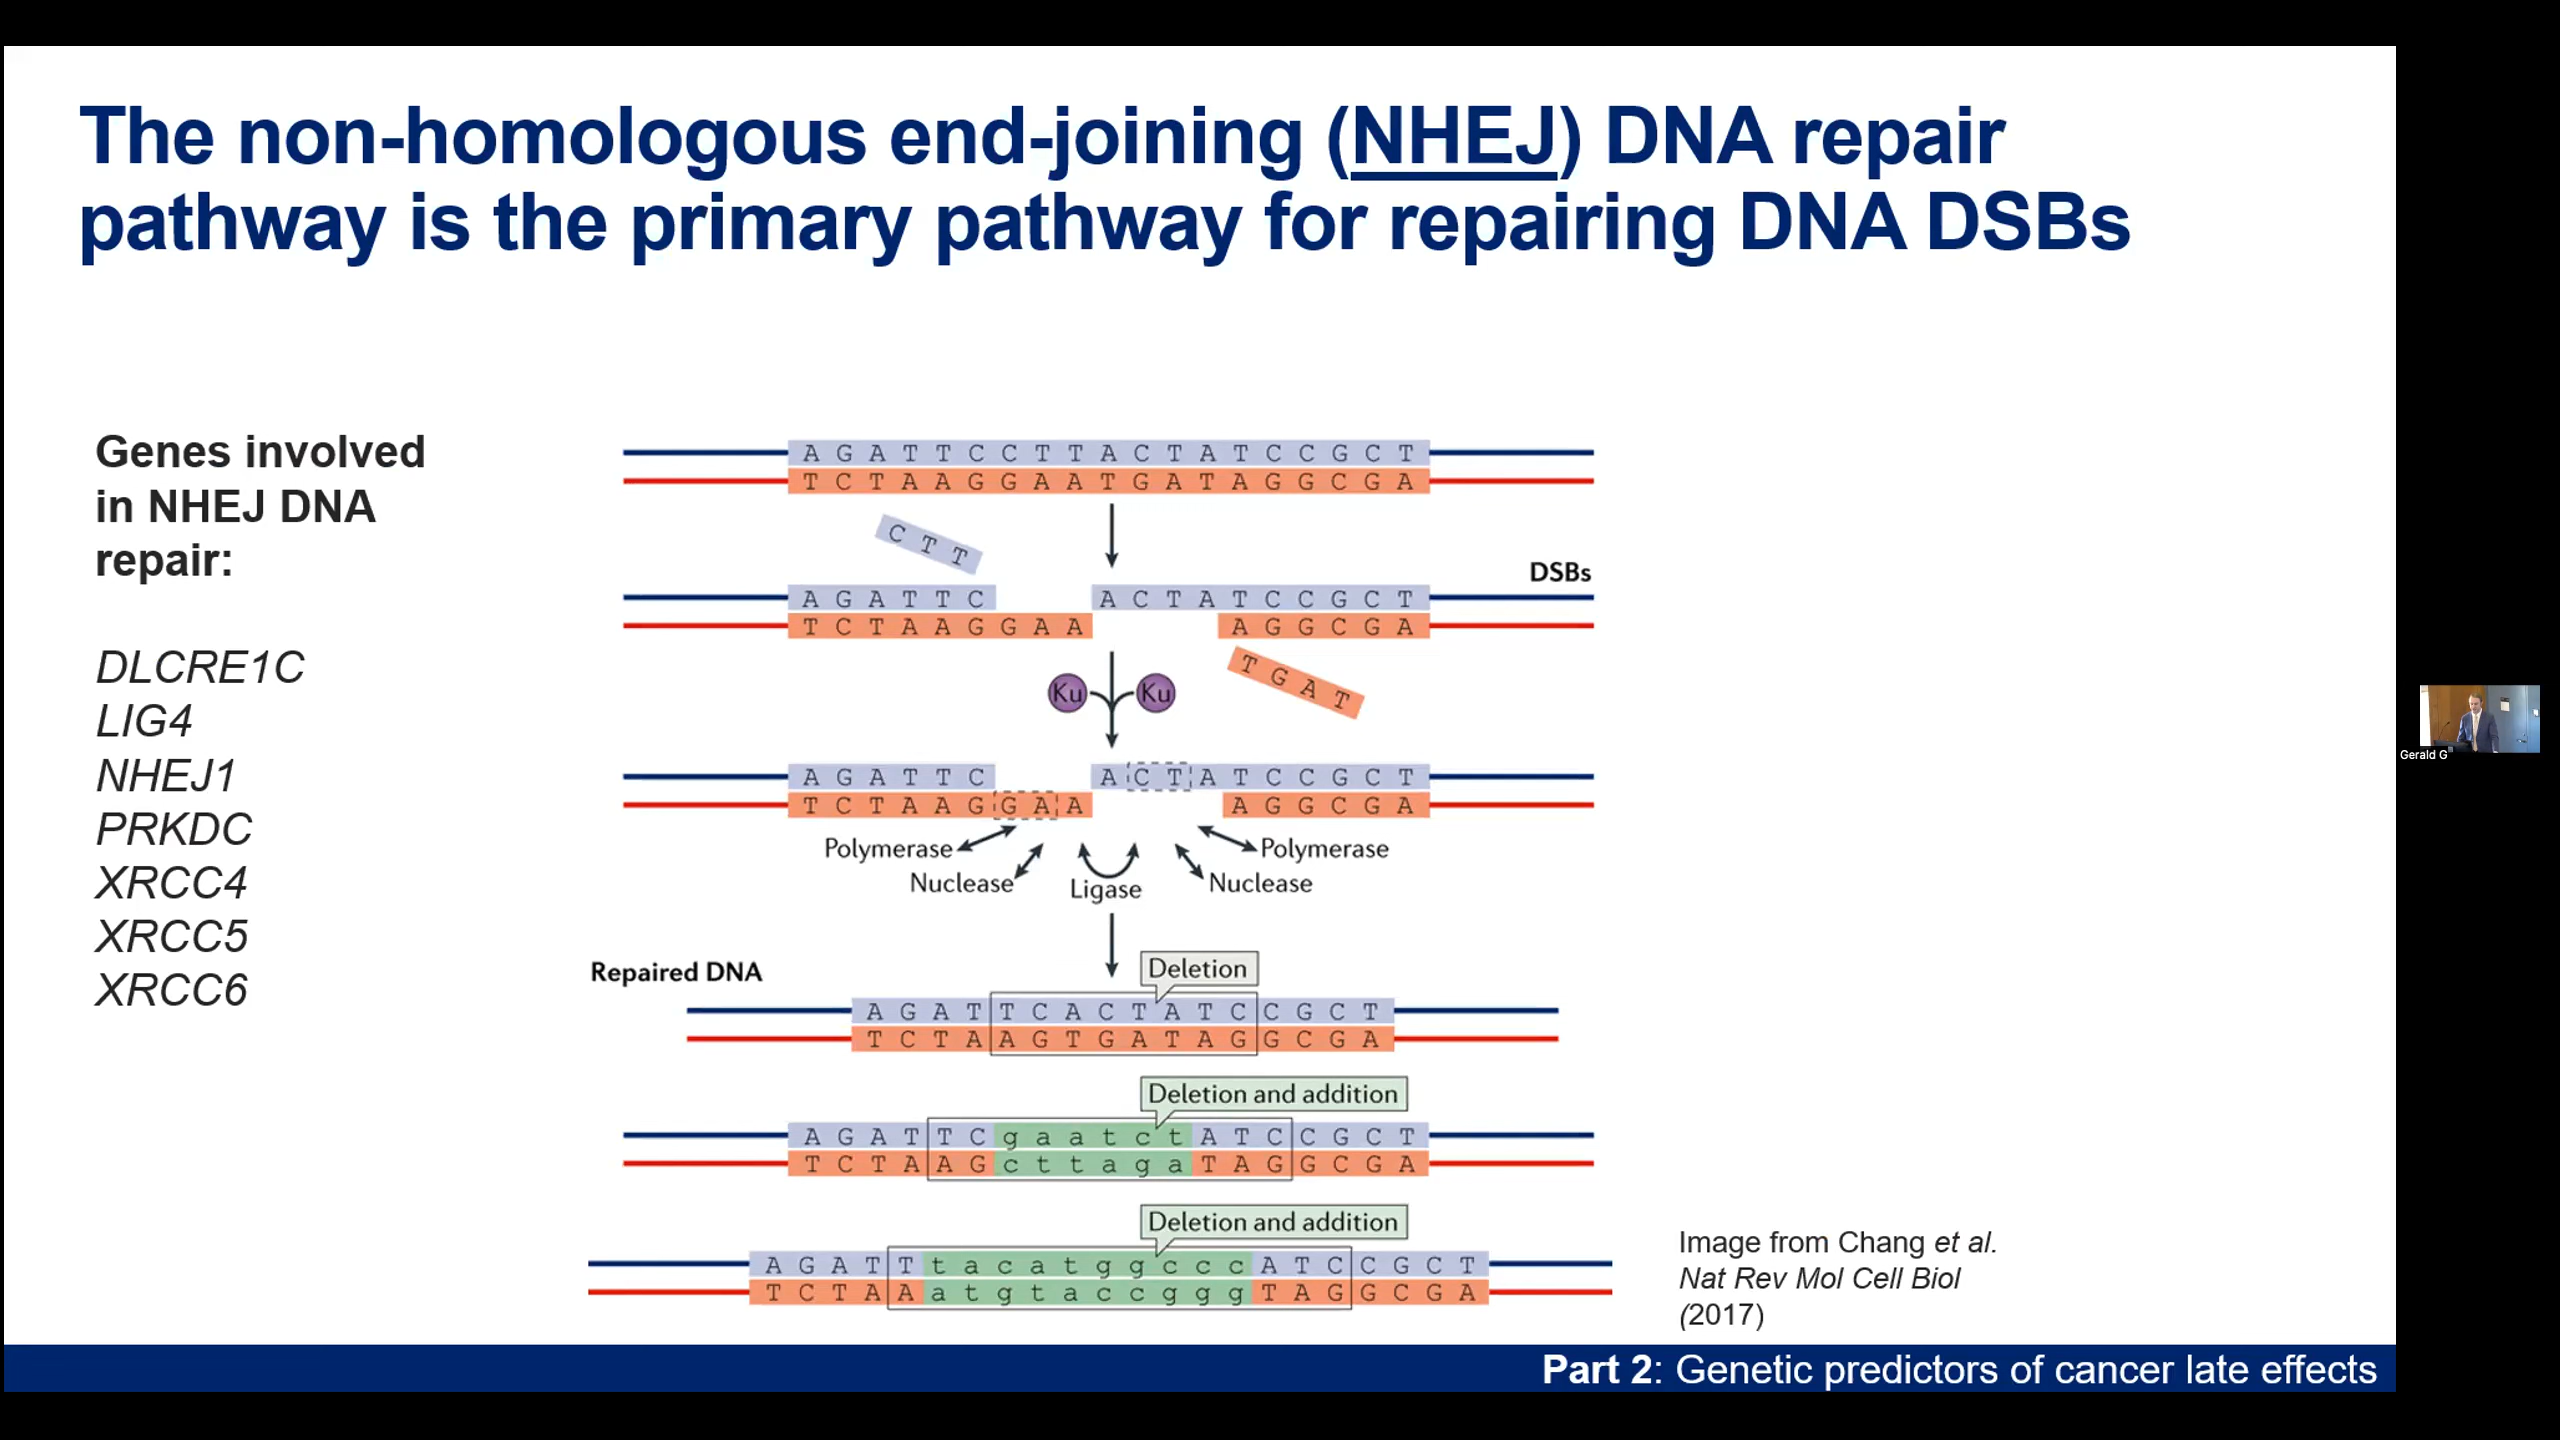 The non-homologous end-joining (NHEJ) DNA repair
pathway is the primary pathway for repairing DNA DSBs
Genes involved
in NHEJ DNA
repair:
DLCRE1C
LIG4
NHEJ1
PRKDC
XRCC4
XRCC5
XRCC6
A G A T T C C T T A C T A T C C G C T
T C T A A G G A A T G A T A G G C G A
C T T
DSBs
A G A T T C A C T A T C C G C T
T C T A A G G A A A G G C G A
T G A T
Ku Ku
A G A T T C A C T A T C C G C T
T C T A A G G A A A G G C G A
Polymerase Polymerase
Nuclease Ligase Nuclease
Repaired DNA
Deletion
A G A T T C A C T A T C C G C T
T C T A A G T G A T A G G C G A
Deletion and addition
A G A T T C g a a t c t A T C C G C T
T C T A A G c t t a g a T A G G C G A
Deletion and addition
A G A T T t a c a t g g c c c A T C C G C T
T C T A A a t g t a c c g g g T A G G C G A
Image from Chang et al.
Nat Rev Mol Cell Biol
(2017)
Part 2: Genetic predictors of cancer late effects
Gerald G